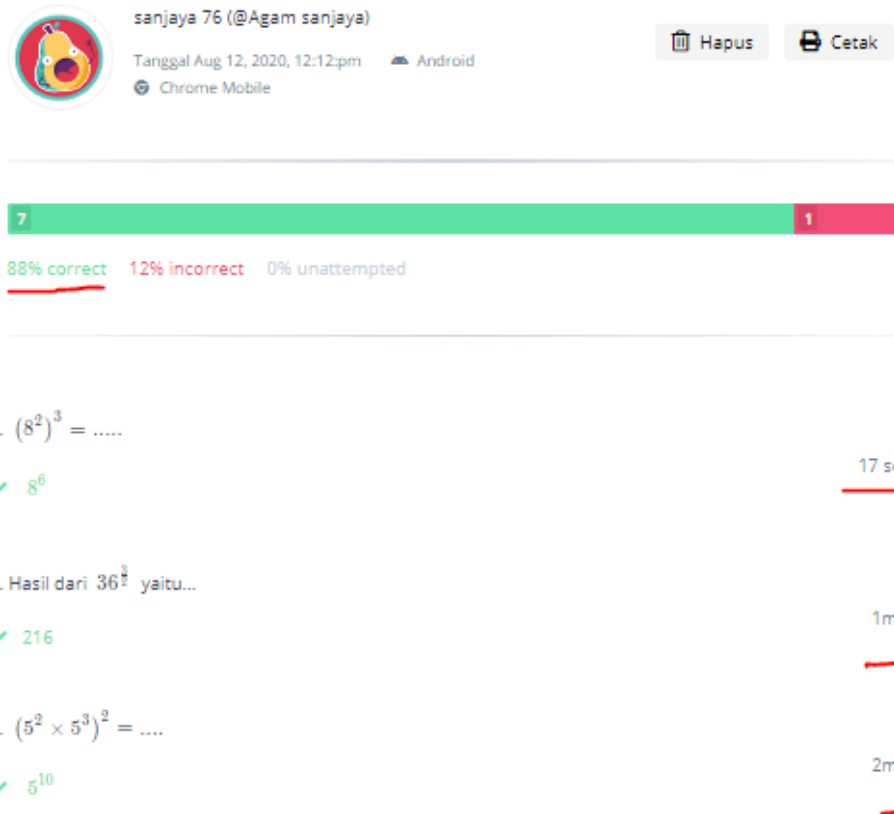 sanjaya 76 (@Agam sanjaya)
Hapus
Cetak
Tanggal Aug 12, 2020, 12:12:pm Android
Chrome Mobile
7 1
88% correct 12% incorrect 0% unattempted
. (8²)³ = .....
8⁶
17 s
. Hasil dari 36^(3/2) yaitu...
216
1m
. (5² × 5³)² = ....
5¹⁰
2m